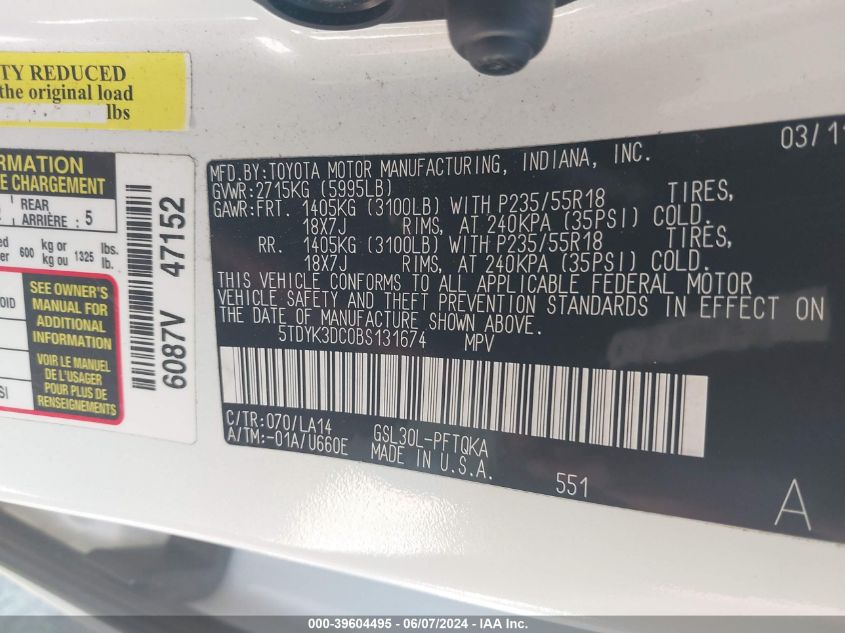 TY REDUCED
the original load
lbs
ORMATION
E CHARGEMENT
REAR
ARRIÈRE : 5
600 kg or kg ou 1325 lbs. lb.
SEE OWNER'S
MANUAL FOR
ADDITIONAL
INFORMATION
VOIR LE MANUEL
DE L'USAGER
POUR PLUS DE
RENSEIGNEMENTS
6087V 47152
03/11
MFD.BY:TOYOTA MOTOR MANUFACTURING, INDIANA, INC.
GVWR:2715KG (5995LB)
GAWR:FRT. 1405KG (3100LB) WITH P235/55R18 TIRES,
18X7J RIMS, AT 240KPA (35PSI) COLD.
RR. 1405KG (3100LB) WITH P235/55R18 TIRES,
18X7J RIMS, AT 240KPA (35PSI) COLD.
THIS VEHICLE CONFORMS TO ALL APPLICABLE FEDERAL MOTOR
VEHICLE SAFETY AND THEFT PREVENTION STANDARDS IN EFFECT ON
THE DATE OF MANUFACTURE SHOWN ABOVE.
5TDYK3DC0BS131674 MPV
C/TR:070/LA14 GSL30L-PFTQKA
A/TM:-01A/U660E MADE IN U.S.A.
551
A
000-39604495 - 06/07/2024 - IAA Inc.